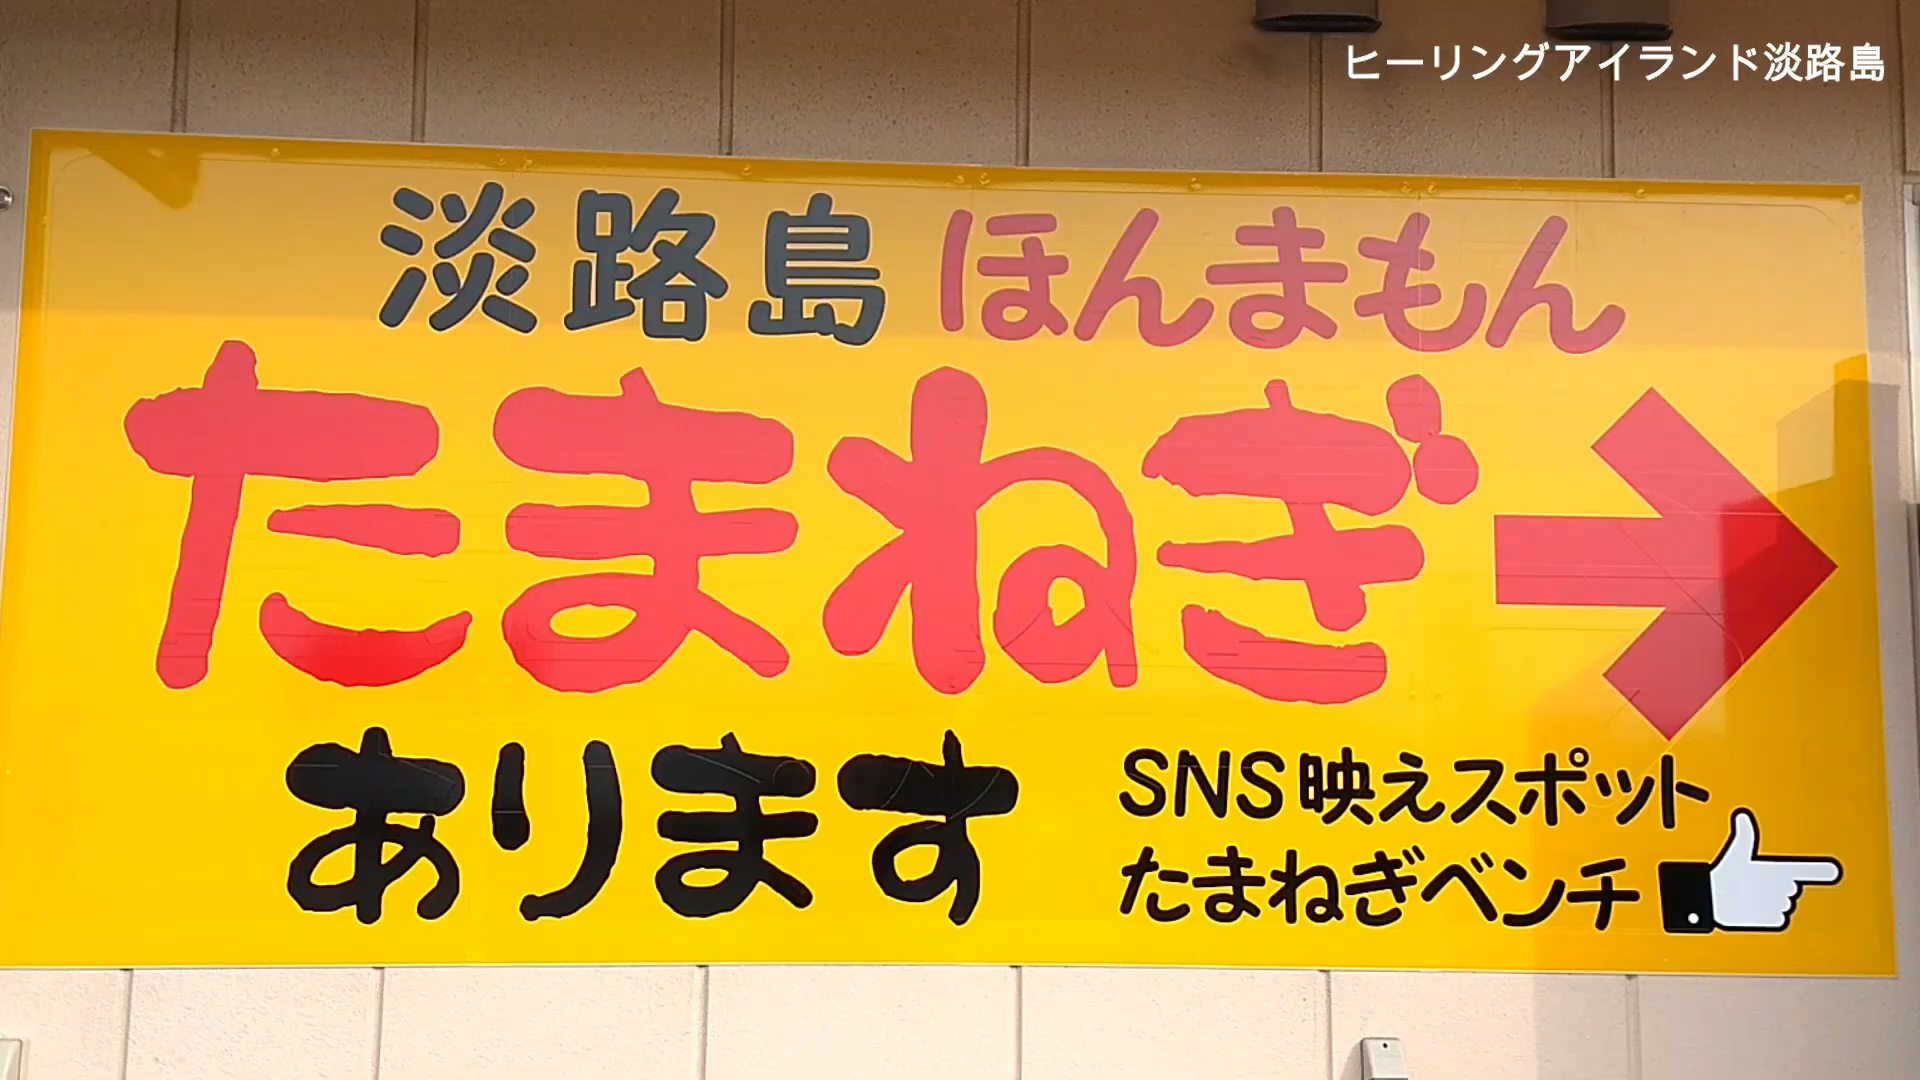 ヒーリングアイランド淡路島
淡路島 ほんまもん
たまねぎ→
あります
SNS映えスポット
たまねぎベンチ